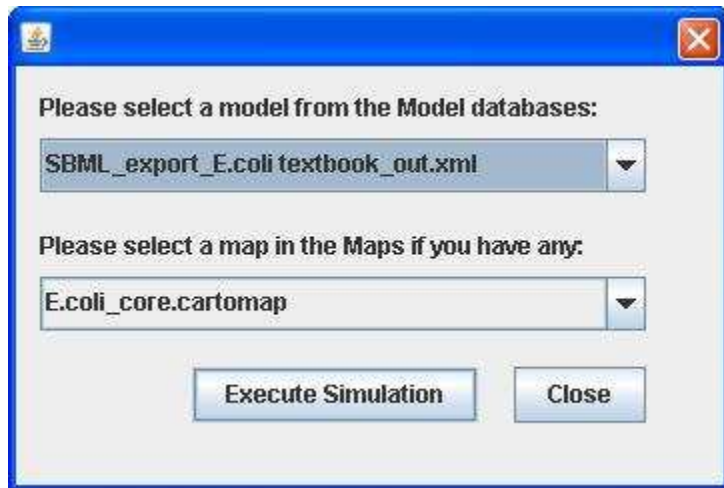 Please select a model from the Model databases:
SBML_export_E.coli textbook_out.xml
Please select a map in the Maps if you have any:
E.coli_core.cartomap
Execute Simulation
Close